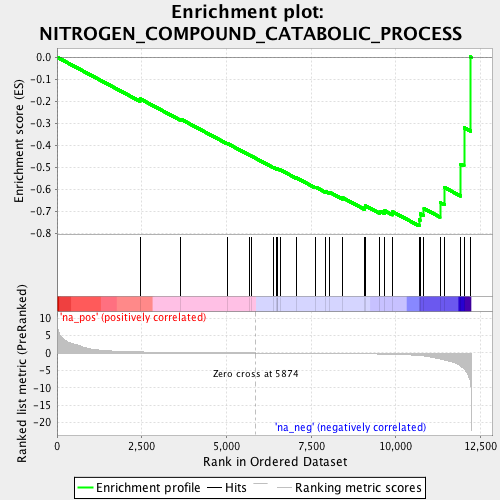 Enrichment plot:
NITROGEN_COMPOUND_CATABOLIC_PROCESS
Enrichment score (ES)
0.0
-0.1
-0.2
-0.3
-0.4
-0.5
-0.6
-0.7
-0.8
'na_pos' (positively correlated)
Ranked list metric (PreRanked)
10
5
0
-5
-10
-15
-20
Zero cross at 5874
'na_neg' (negatively correlated)
0
2,500
5,000
7,500
10,000
12,500
Rank in Ordered Dataset
Enrichment profile
Hits
Ranking metric scores